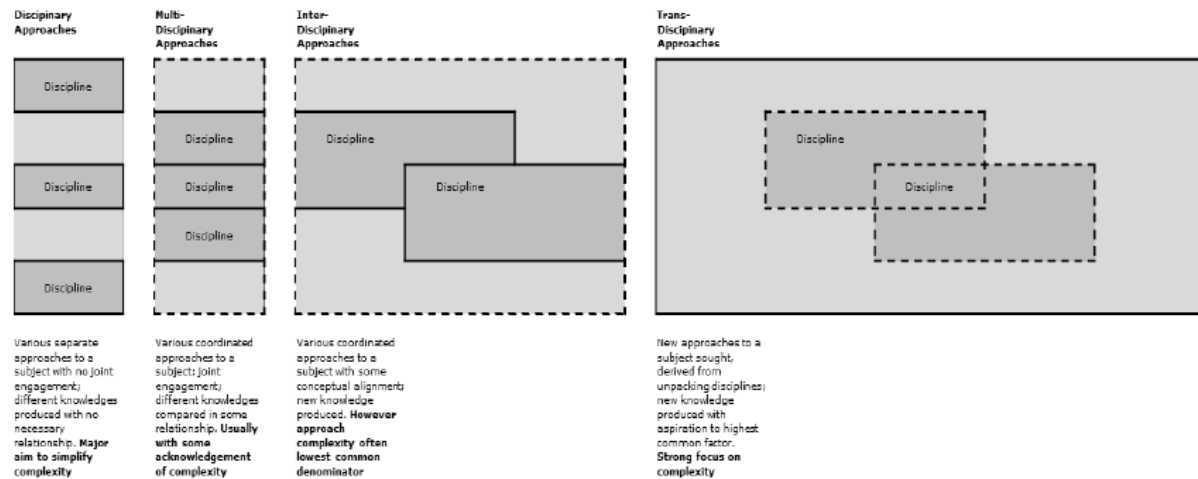 Discipinary
Approaches
Multi-
Discipinary
Approaches
Inter-
Discipinary
Approaches
Trans-
Discipinary
Approaches
Discipline
Discipline
Discipline
Discipline
Discipline
Discipline
Discipline
Discipline
Discipline
Discipline
Various separate
approaches to a
subject with no joint
engagement;
different knowledges
produced with no
necessary
relationship. Major
aim to simplify
complexity
Various coordinated
approaches to a
subject: joint
engagement;
different knowledges
compared in some
relationship. Usually
with some
acknowledgement
of complexity
Various coordinated
approaches to a
subject with some
conceptual alignment;
new knowledge
produced. However
approach
complexity often
lowest common
denominator
New approaches to a
subject sought,
derived from
unpacking disciplines;
new knowledge
produced with
aspiration to highest
common factor.
Strong focus on
complexity